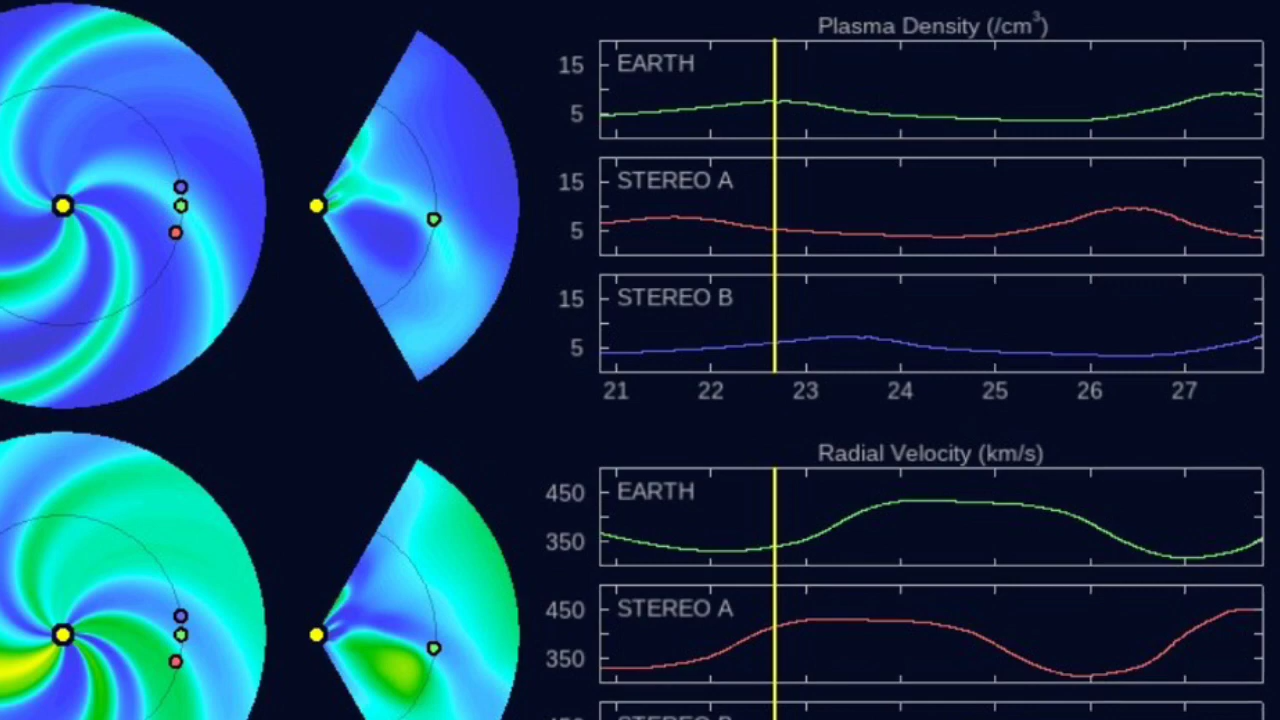 Plasma Density (/cm³)
15
EARTH
5
15
STEREO A
5
15
STEREO B
5
21 22 23 24 25 26 27
Radial Velocity (km/s)
450
EARTH
350
450
STEREO A
350